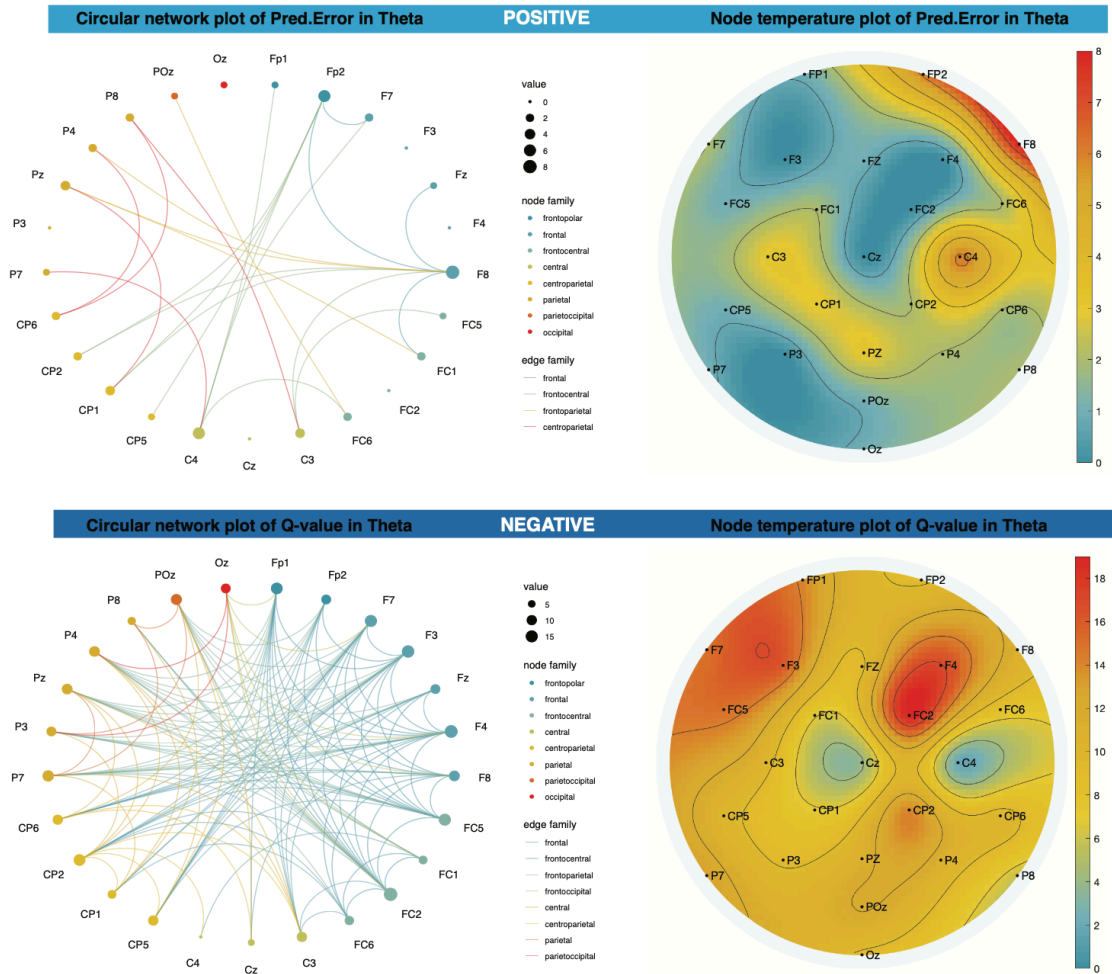 Circular network plot of Pred.Error in Theta POSITIVE Node temperature plot of Pred.Error in Theta
Oz
Fp1
POz
Fp2
P8
F7
P4
F3
Pz
Fz
P3
F4
P7
F8
CP6
FC5
CP2
FC1
CP1
FC2
CP5
FC6
C4
C3
Cz
value
0
2
4
6
8
node family
frontopolar
frontal
frontocentral
central
centroparietal
parietal
parietoccipital
occipital
edge family
frontal
frontocentral
frontoparietal
centroparietal
FP1
FP2
F7
F8
F3
FZ
F4
FC5
FC1
FC2
FC6
C3
Cz
C4
CP5
CP1
CP2
CP6
P3
PZ
P4
P7
P8
POz
Oz
8
7
6
5
4
3
2
1
0
Circular network plot of Q-value in Theta NEGATIVE Node temperature plot of Q-value in Theta
Oz
Fp1
POz
Fp2
P8
F7
P4
F3
Pz
Fz
P3
F4
P7
F8
CP6
FC5
CP2
FC1
CP1
FC2
CP5
FC6
C4
C3
Cz
value
5
10
15
node family
frontopolar
frontal
frontocentral
central
centroparietal
parietal
parietoccipital
occipital
edge family
frontal
frontocentral
frontoparietal
frontoccipital
central
centroparietal
parietal
parietoccipital
FP1
FP2
F7
F8
F3
FZ
F4
FC5
FC1
FC2
FC6
C3
Cz
C4
CP5
CP1
CP2
CP6
P3
PZ
P4
P7
P8
POz
Oz
18
16
14
12
10
8
6
4
2
0